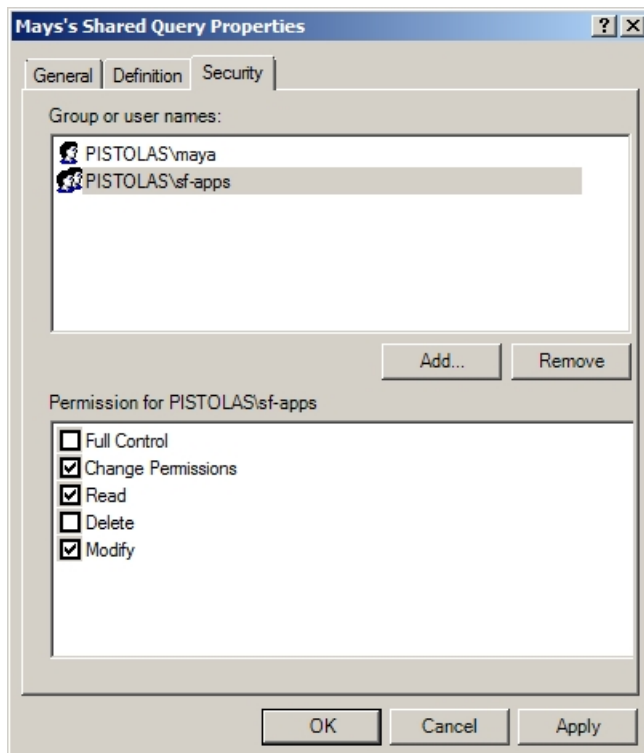 Mays's Shared Query Properties
General Definition Security
Group or user names:
PISTOLAS\maya
PISTOLAS\sf-apps
Add... Remove
Permission for PISTOLAS\sf-apps
Full Control
Change Permissions
Read
Delete
Modify
OK Cancel Apply